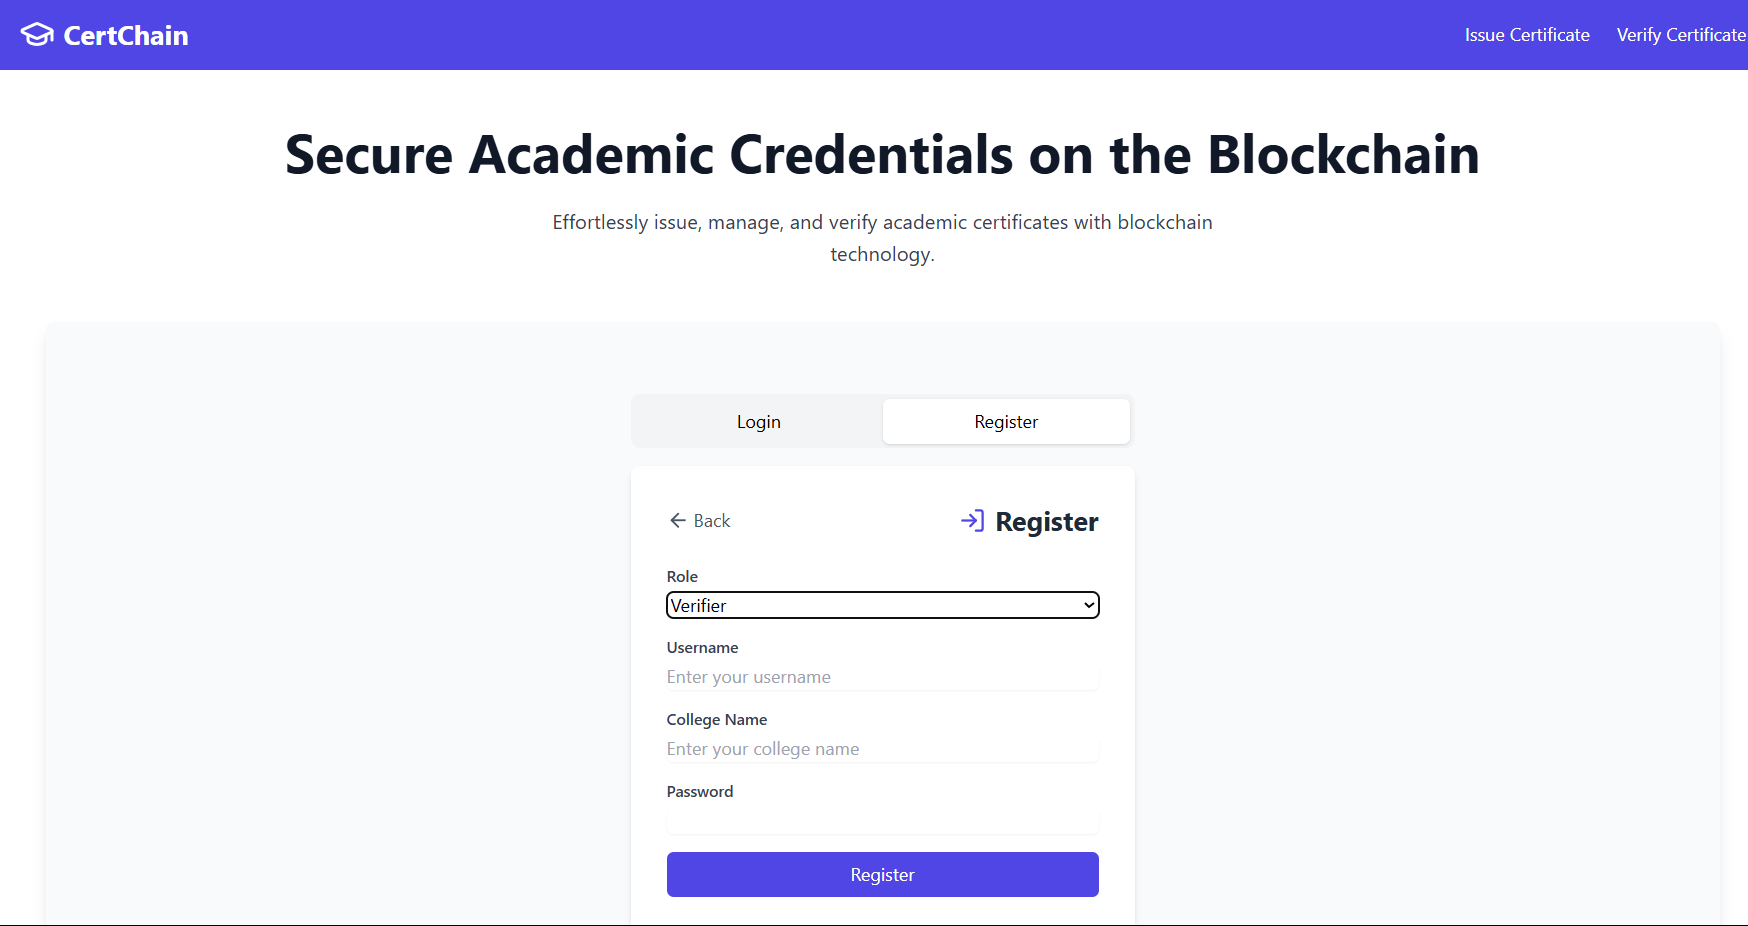 CertChain
Issue Certificate
Verify Certificate
Secure Academic Credentials on the Blockchain
Effortlessly issue, manage, and verify academic certificates with blockchain
technology.
Login
Register
Back
Register
Role
Verifier
Username
Enter your username
College Name
Enter your college name
Password
Register